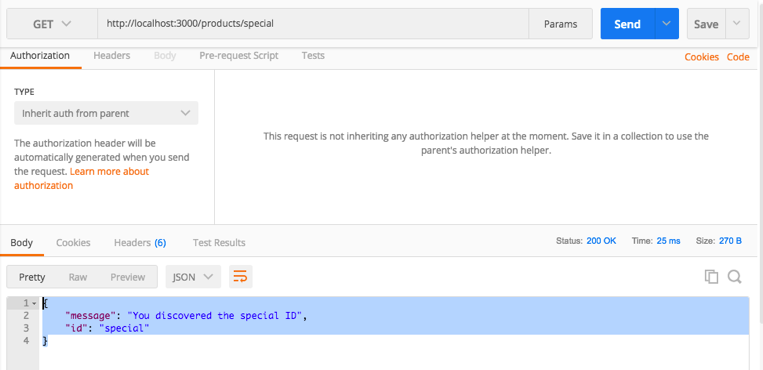 GET http://localhost:3000/products/special Params Send Save
Authorization Headers Body Pre-request Script Tests Cookies Code
TYPE
Inherit auth from parent
The authorization header will be
automatically generated when you send
the request. Learn more about
authorization
This request is not inheriting any authorization helper at the moment. Save it in a collection to use the
parent's authorization helper.
Body Cookies Headers (6) Test Results Status: 200 OK Time: 25 ms Size: 270 B
Pretty Raw Preview JSON
1 {
2 "message": "You discovered the special ID",
3 "id": "special"
4 }